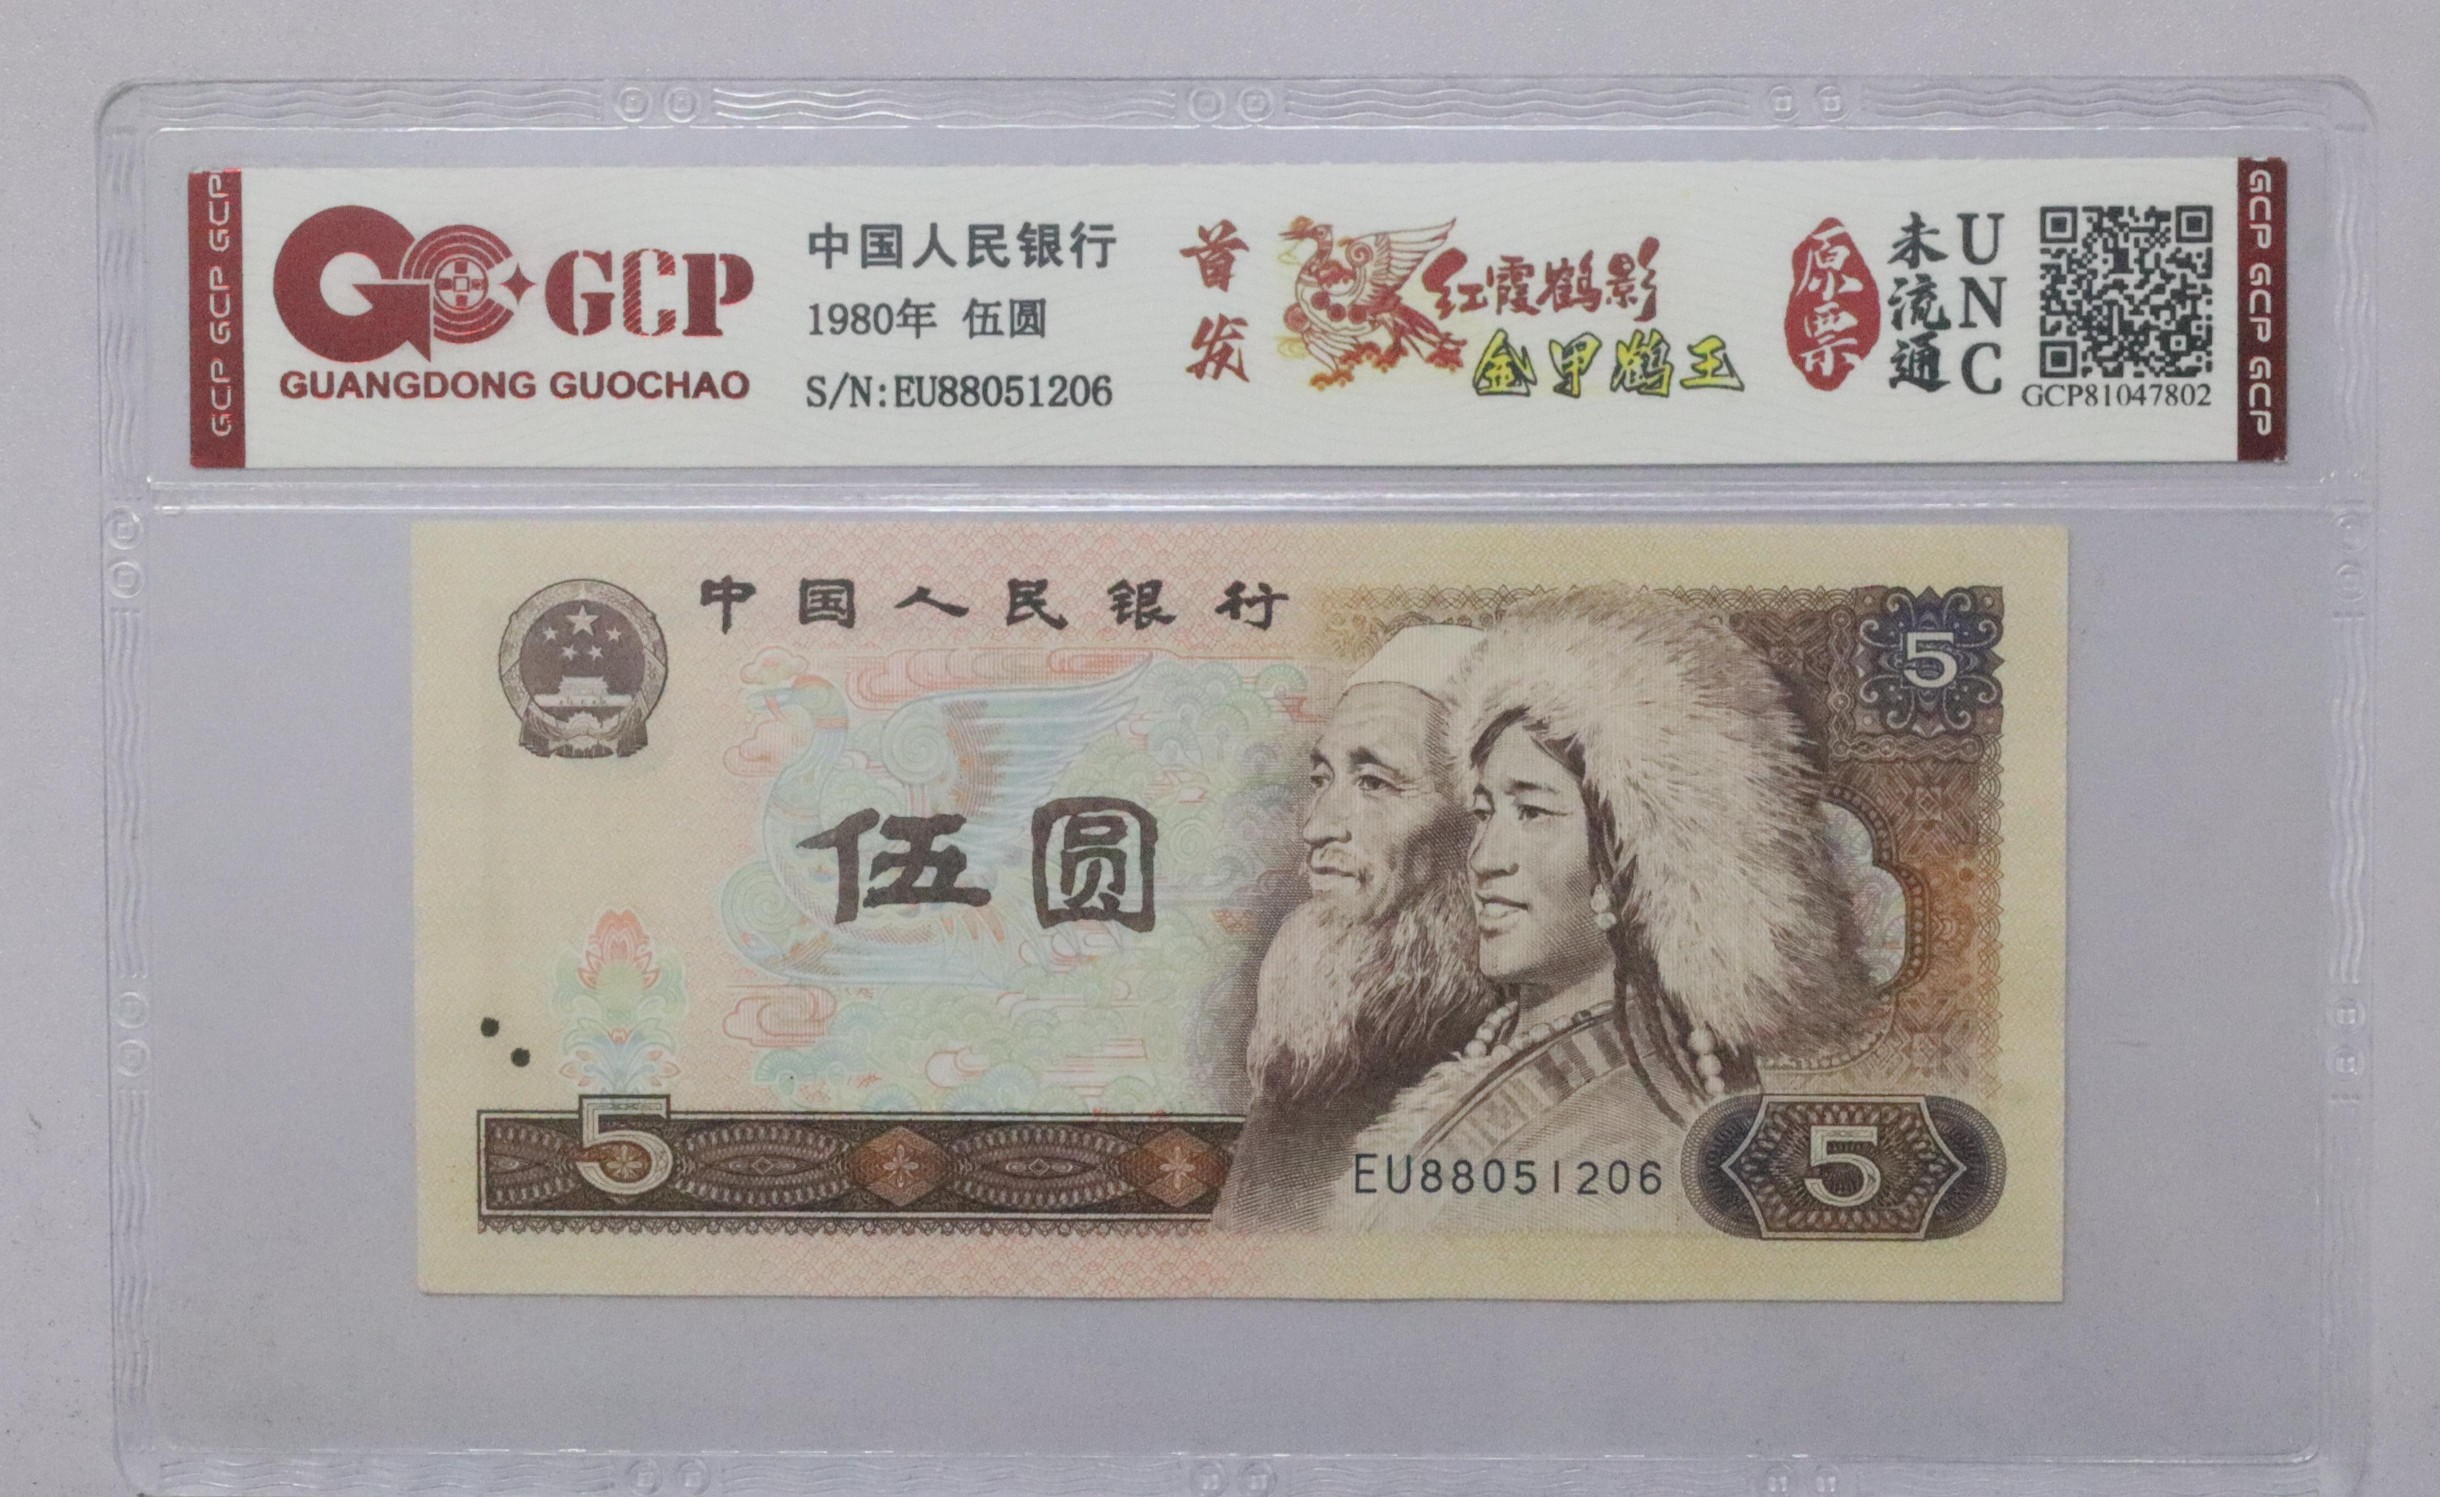 GCP GCP GCP
GCP
GUANGDONG GUOCHAO
中国人民银行
1980年 伍圆
S/N:EU88051206
首发
红霞鹤影
金甲鹤王
原票
未流通
UNC
GCP81047802
GCP GCP GCP
中国人民银行
5
伍圆
5
EU88051206
5